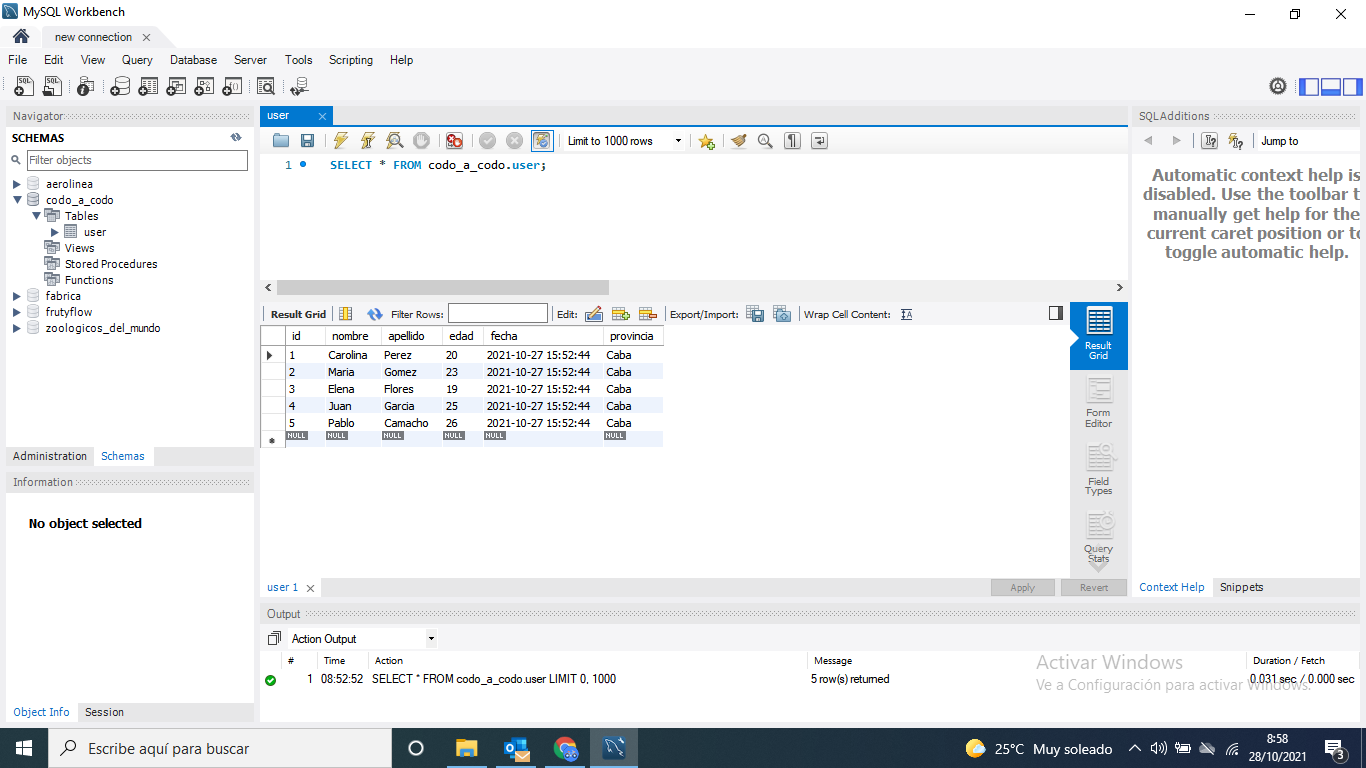 MySQL Workbench
new connection
File Edit View Query Database Server Tools Scripting Help
Navigator
SCHEMAS
Filter objects
aerolinea
codo_a_codo
Tables
user
Views
Stored Procedures
Functions
fabrica
frutyflow
zoologicos_del_mundo
Administration Schemas
Information
No object selected
Object Info Session
user
Limit to 1000 rows
1 SELECT * FROM codo_a_codo.user;
Result Grid Filter Rows: Edit: Export/Import: Wrap Cell Content:
id nombre apellido edad fecha provincia
1 Carolina Perez 20 2021-10-27 15:52:44 Caba
2 Maria Gomez 23 2021-10-27 15:52:44 Caba
3 Elena Flores 19 2021-10-27 15:52:44 Caba
4 Juan Garcia 25 2021-10-27 15:52:44 Caba
5 Pablo Camacho 26 2021-10-27 15:52:44 Caba
NULL NULL NULL NULL NULL NULL
Result
Grid
Form
Editor
Field
Types
Query
Stats
user 1 Apply Revert
SQLAdditions
Jump to
Automatic context help is
disabled. Use the toolbar t
manually get help for the
current caret position or to
toggle automatic help.
Context Help Snippets
Output
Action Output
# Time Action Message Duration / Fetch
1 08:52:52 SELECT * FROM codo_a_codo.user LIMIT 0, 1000 5 row(s) returned 0.031 sec / 0.000 sec
Activar Windows
Ve a Configuración para activar Windows.
Escribe aquí para buscar
25°C Muy soleado
8:58
28/10/2021
3